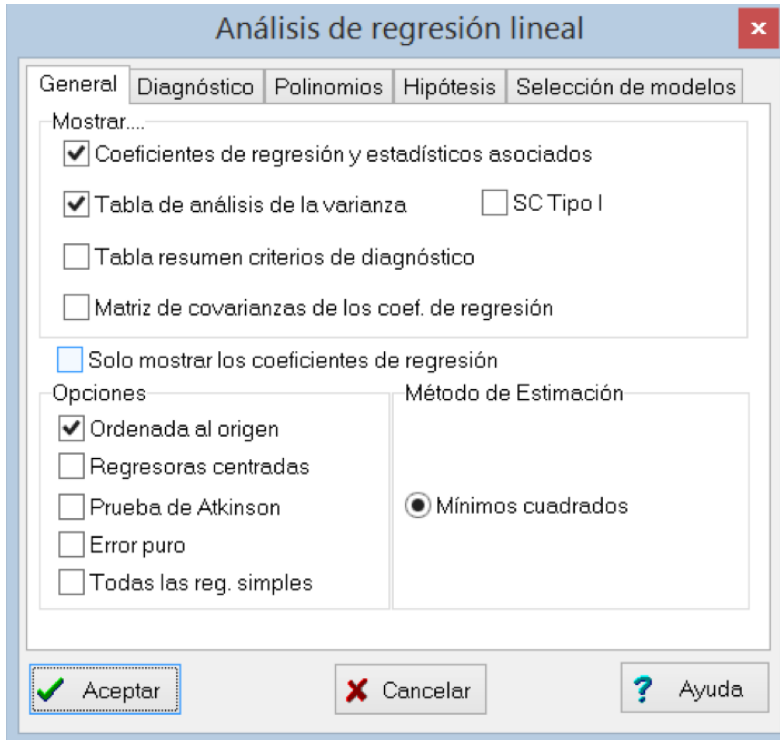 Análisis de regresión lineal
General Diagnóstico Polinomios Hipótesis Selección de modelos
Mostrar....
Coeficientes de regresión y estadísticos asociados
Tabla de análisis de la varianza SC Tipo I
Tabla resumen criterios de diagnóstico
Matriz de covarianzas de los coef. de regresión
Solo mostrar los coeficientes de regresión
Opciones
Ordenada al origen
Regresoras centradas
Prueba de Atkinson
Error puro
Todas las reg. simples
Método de Estimación
Mínimos cuadrados
Aceptar Cancelar Ayuda